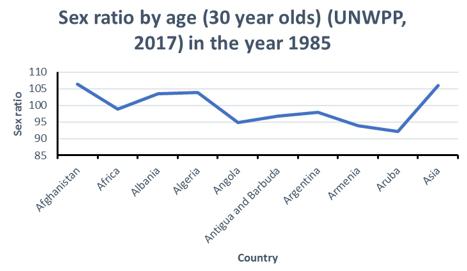 Sex ratio by age (30 year olds) (UNWPP,
2017) in the year 1985
110
105
100
95
90
85
Sex ratio
Afghanistan
Africa
Albania
Algeria
Angola
Antigua and Barbuda
Argentina
Armenia
Aruba
Asia
Country